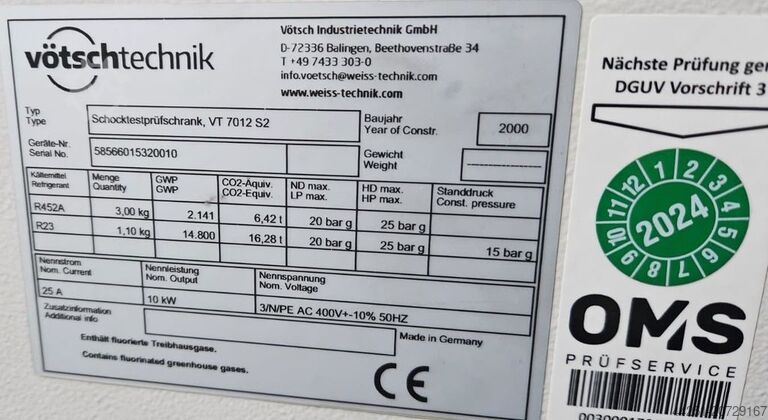 vötschtechnik
Vötsch Industrietechnik GmbH
D-72336 Balingen, Beethovenstraße 34
T +49 7433 303-0
info.voetsch@weiss-technik.com
www.weiss-technik.com
Typ
Type
Schocktestprüfschrank, VT 7012 S2
Baujahr
Year of Constr.
2000
Geräte-Nr.
Serial No.
58566015320010
Gewicht
Weight
Kältemittel
Refrigerant
Menge
Quantity
GWP
GWP
CO2-Äquiv.
CO2-Equiv.
ND max.
LP max.
HD max.
HP max.
Standdruck
Const. pressure
R452A 3,00 kg 2.141 6,42 t 20 bar g 25 bar g
R23 1,10 kg 14.800 16,28 t 20 bar g 25 bar g 15 bar g
Nennstrom
Nom. Current
Nennleistung
Nom. Output
Nennspannung
Nom. Voltage
25 A 10 kW 3/N/PE AC 400V+-10% 50HZ
Zusatzinformation
Additional info
Made in Germany
Enthält fluorierte Treibhausgase.
Contains fluorinated greenhouse gases.
CE
Nächste Prüfung
DGUV Vorschrift 3
12 1 2 3 4 5 6 7 8 9 10 11
2024
OMS
PRÜFSERVICE